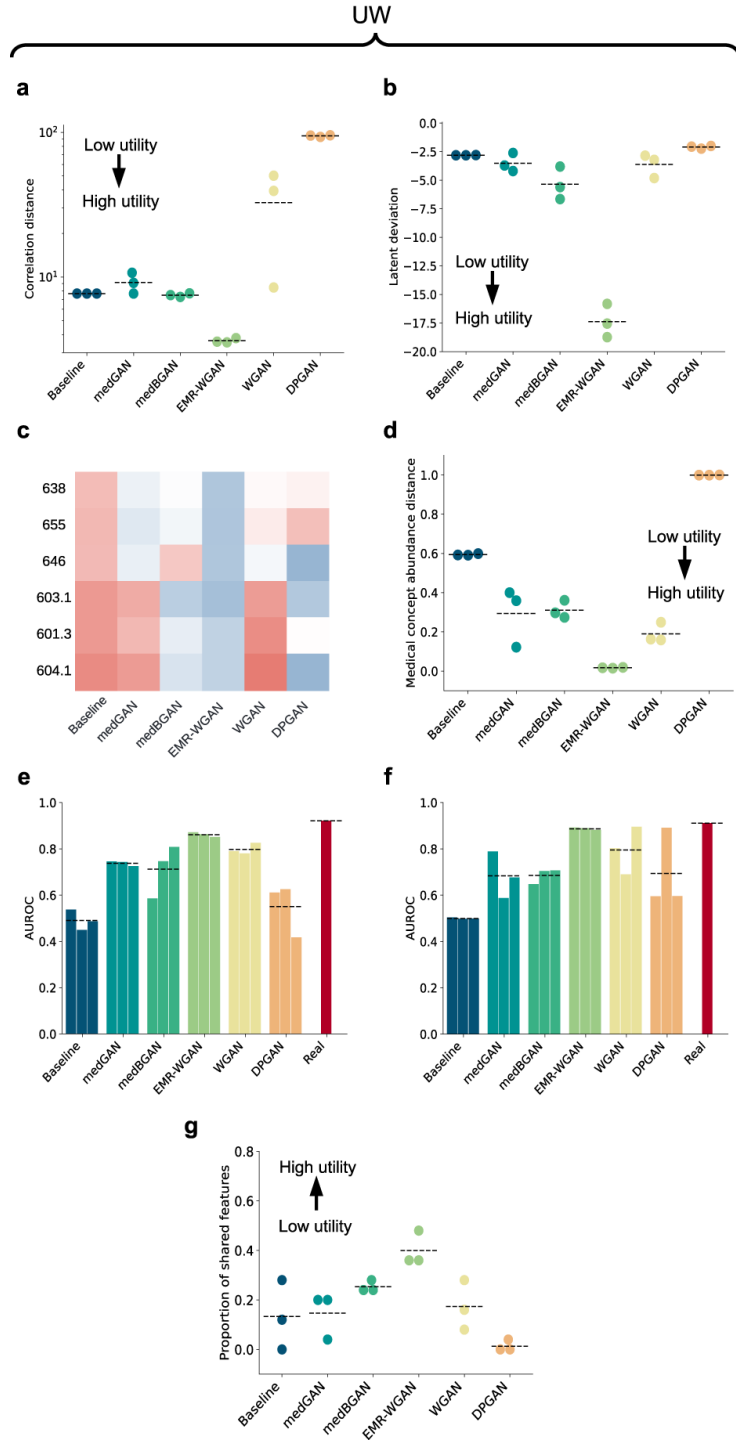 UW
a
Correlation distance
10²
10¹
Low utility
High utility
Baseline
medGAN
medBGAN
EMR-WGAN
WGAN
DPGAN
b
Latent deviation
0.0
−2.5
−5.0
−7.5
−10.0
−12.5
−15.0
−17.5
−20.0
Low utility
High utility
Baseline
medGAN
medBGAN
EMR-WGAN
WGAN
DPGAN
c
638
655
646
603.1
601.3
604.1
Baseline
medGAN
medBGAN
EMR-WGAN
WGAN
DPGAN
d
Medical concept abundance distance
1.0
0.8
0.6
0.4
0.2
0.0
Low utility
High utility
Baseline
medGAN
medBGAN
EMR-WGAN
WGAN
DPGAN
e
AUROC
1.0
0.8
0.6
0.4
0.2
0.0
Baseline
medGAN
medBGAN
EMR-WGAN
WGAN
DPGAN
Real
f
AUROC
1.0
0.8
0.6
0.4
0.2
0.0
Baseline
medGAN
medBGAN
EMR-WGAN
WGAN
DPGAN
Real
g
Proportion of shared features
0.8
0.6
0.4
0.2
0.0
High utility
Low utility
Baseline
medGAN
medBGAN
EMR-WGAN
WGAN
DPGAN